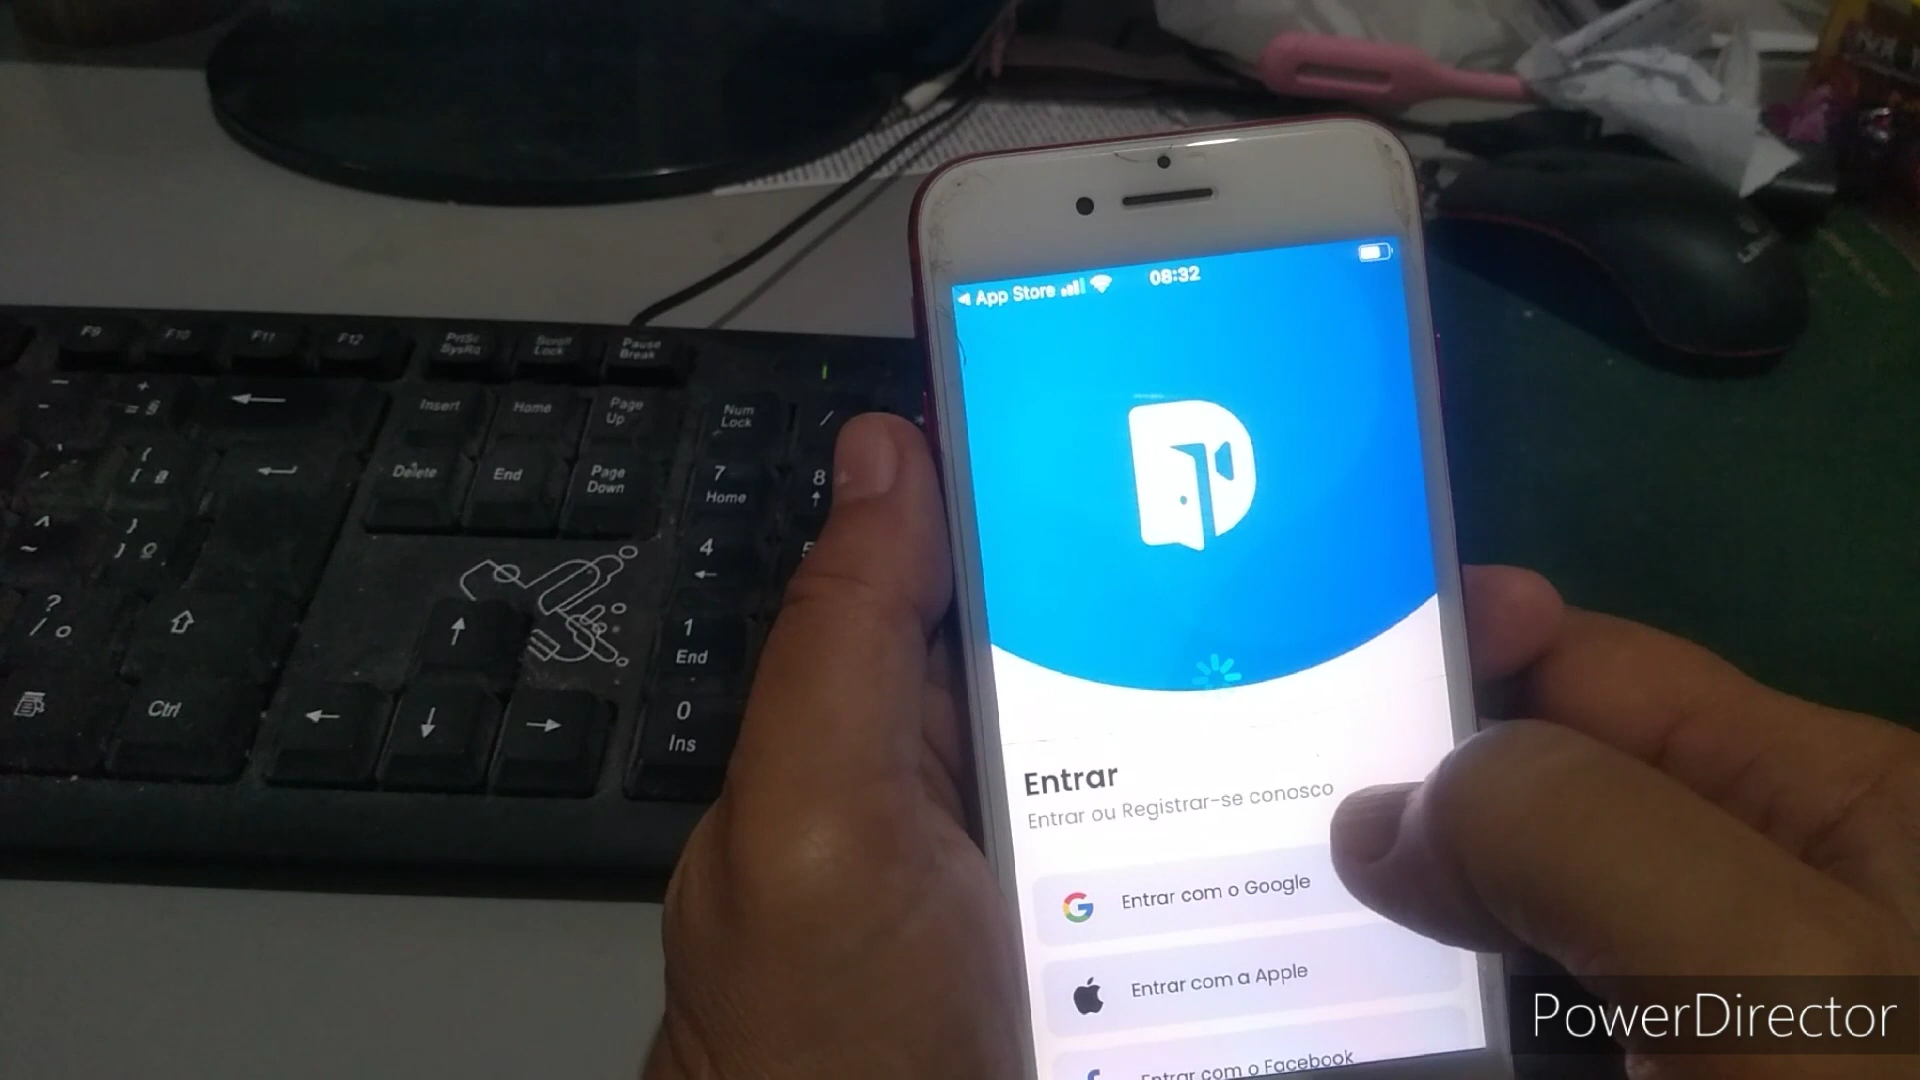 App Store
08:32
Entrar
Entrar ou Registrar-se conosco
Entrar com o Google
Entrar com a Apple
Entrar com o Facebook
F9
F10
F11
F12
PrtSc
SysRq
Scroll
Lock
Pause
Break
Insert
Home
Page
Up
Num
Lock
/
Delete
End
Page
Down
7
Home
8
4
1
End
0
Ins
Ctrl
PowerDirector